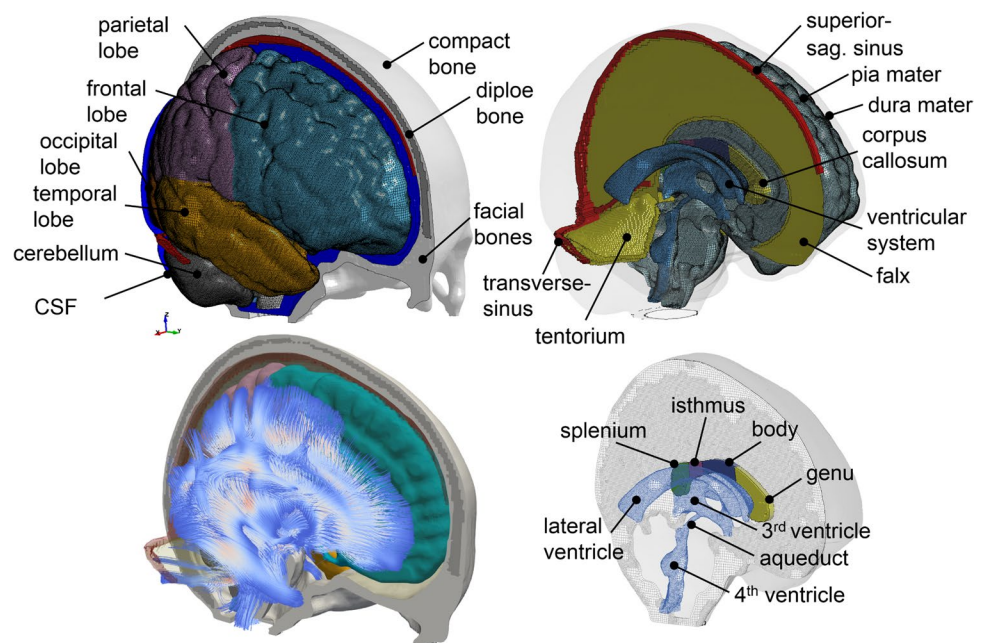 parietal
lobe
frontal
lobe
occipital
lobe
temporal
lobe
cerebellum
CSF
compact
bone
diploe
bone
facial
bones
Z
X
Y
superior-
sag. sinus
pia mater
dura mater
corpus
callosum
ventricular
system
falx
transverse-
sinus
tentorium
isthmus
splenium
body
genu
lateral
ventricle
3rd ventricle
aqueduct
4th ventricle